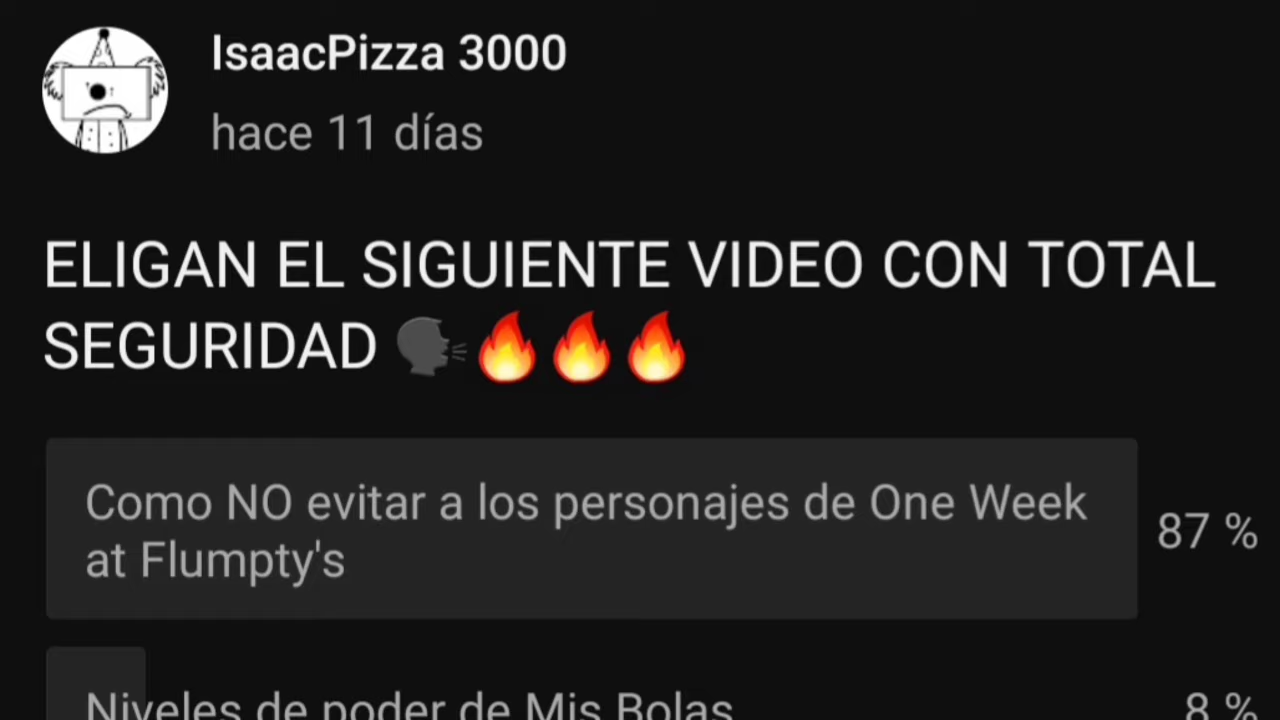 IsaacPizza 3000
hace 11 días
ELIGAN EL SIGUIENTE VIDEO CON TOTAL
SEGURIDAD 🗣🔥🔥🔥
Como NO evitar a los personajes de One Week
at Flumpty's
87 %
Niveles de poder de Mis Bolas
8 %